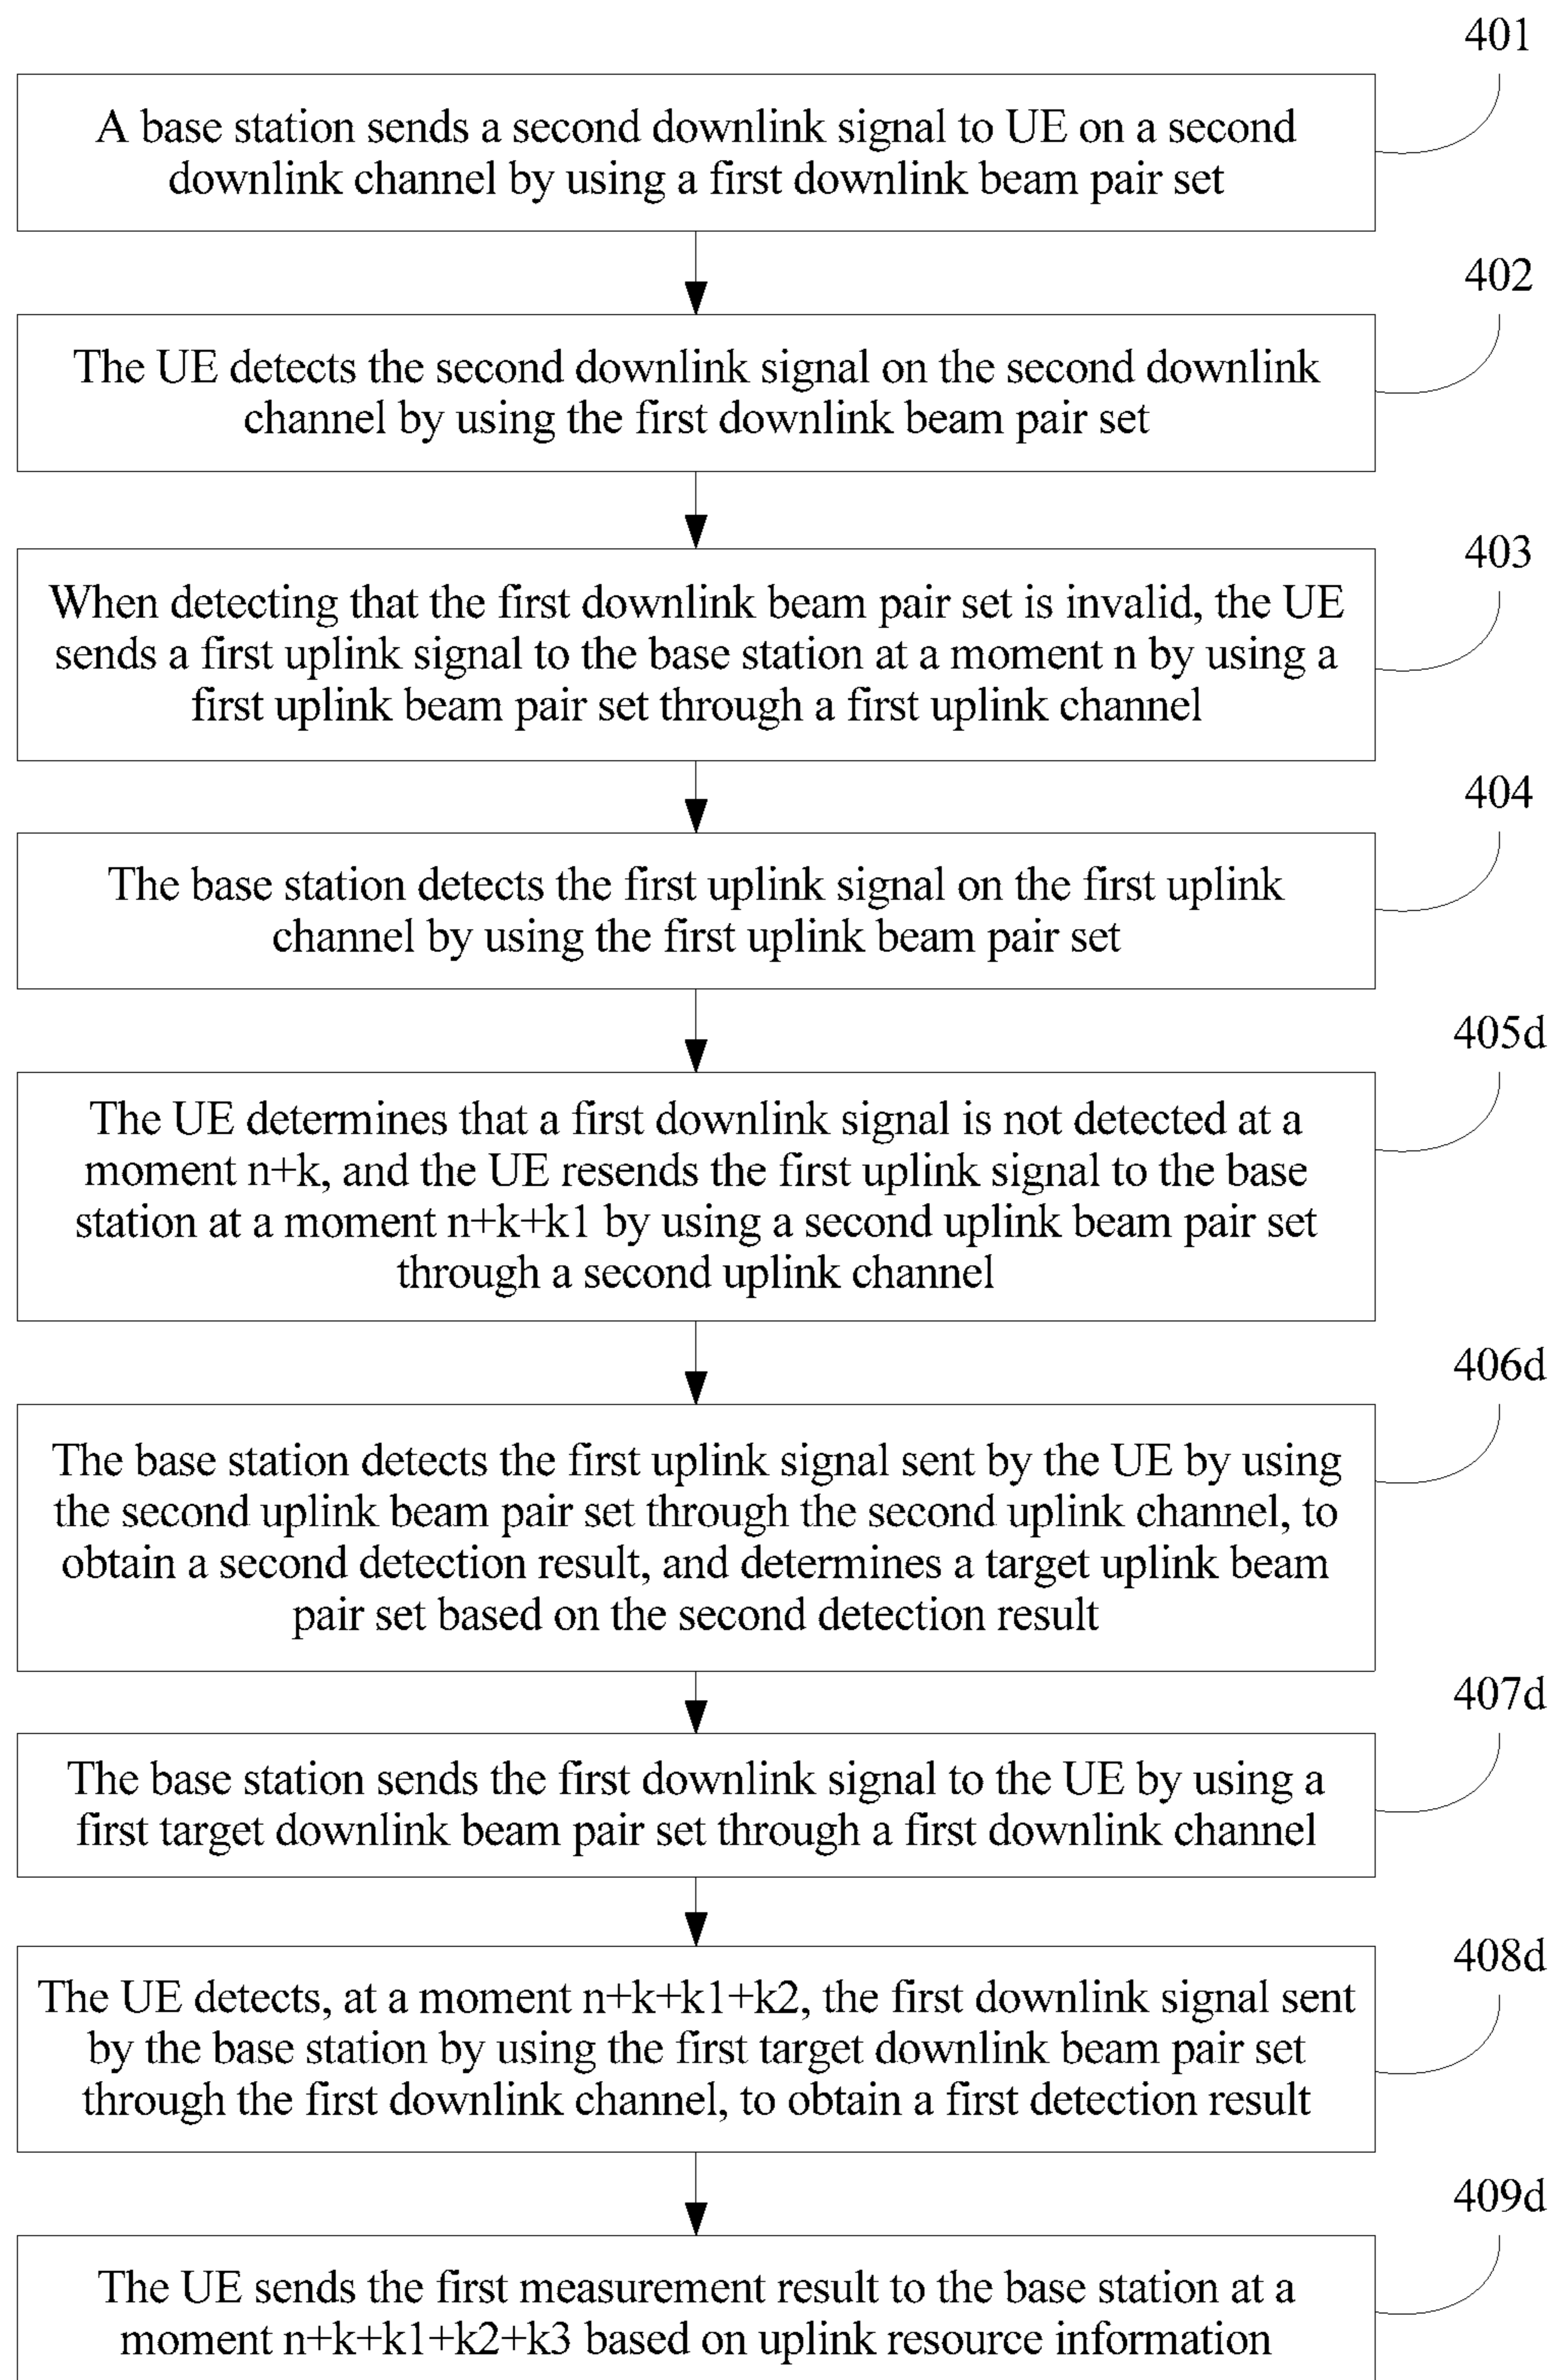 401
A base station sends a second downlink signal to UE on a second
downlink channel by using a first downlink beam pair set
402
The UE detects the second downlink signal on the second downlink
channel by using the first downlink beam pair set
403
When detecting that the first downlink beam pair set is invalid, the UE
sends a first uplink signal to the base station at a moment n by using a
first uplink beam pair set through a first uplink channel
404
The base station detects the first uplink signal on the first uplink
channel by using the first uplink beam pair set
405d
The UE determines that a first downlink signal is not detected at a
moment n+k, and the UE resends the first uplink signal to the base
station at a moment n+k+k1 by using a second uplink beam pair set
through a second uplink channel
406d
The base station detects the first uplink signal sent by the UE by using
the second uplink beam pair set through the second uplink channel, to
obtain a second detection result, and determines a target uplink beam
pair set based on the second detection result
407d
The base station sends the first downlink signal to the UE by using a
first target downlink beam pair set through a first downlink channel
408d
The UE detects, at a moment n+k+k1+k2, the first downlink signal sent
by the base station by using the first target downlink beam pair set
through the first downlink channel, to obtain a first detection result
409d
The UE sends the first measurement result to the base station at a
moment n+k+k1+k2+k3 based on uplink resource information